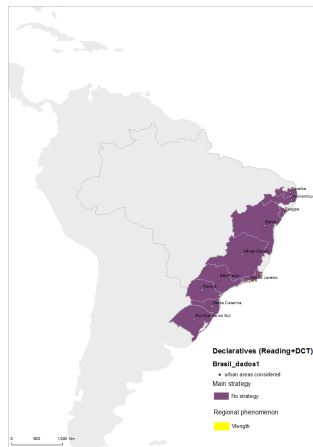 Paraíba
Pernambuco
Sergipe
Bahia
Minas Gerais
São Paulo
Rio de Janeiro
Paraná
Santa Catarina
Rio Grande do Sul
Declaratives (Reading+DCT)
Brasil_dados1
urban areas considered
Main strategy
No strategy
Regional phenomenon
Vlength
0 500 1,000 Km